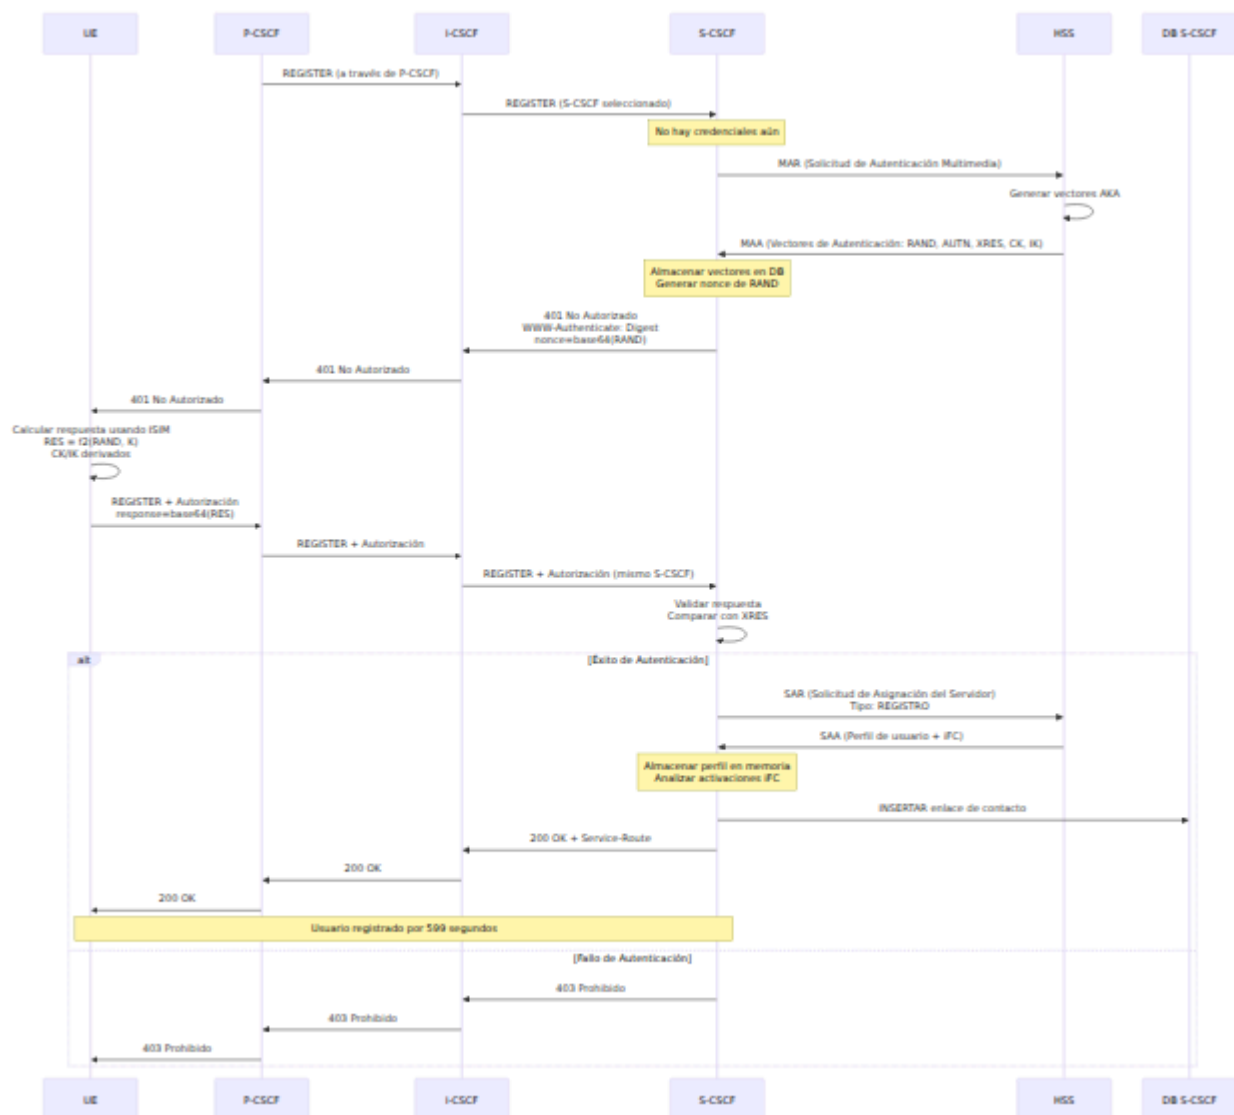 UE
P-CSCF
I-CSCF
S-CSCF
HSS
DB S-CSCF
REGISTER (a través de P-CSCF)
REGISTER (S-CSCF seleccionado)
No hay credenciales aún
MAR (Solicitud de Autenticación Multimedia)
Generar vectores AKA
MAA (Vectores de Autenticación: RAND, AUTN, XRES, CK, IK)
Almacenar vectores en DB
Generar nonce de RAND
401 No Autorizado
WWW-Authenticate: Digest
nonce=base64(RAND)
401 No Autorizado
401 No Autorizado
Calcular respuesta usando ISIM
RES = f2(RAND, K)
CK/IK derivados
REGISTER + Autorización
response=base64(RES)
REGISTER + Autorización
REGISTER + Autorización (mismo S-CSCF)
Validar respuesta
Comparar con XRES
alt
[Éxito de Autenticación]
SAR (Solicitud de Asignación del Servidor)
Tipo: REGISTRO
SAA (Perfil de usuario + iFC)
Almacenar perfil en memoria
Analizar activaciones iFC
INSERTAR enlace de contacto
200 OK + Service-Route
200 OK
200 OK
Usuario registrado por 599 segundos
[Fallo de Autenticación]
403 Prohibido
403 Prohibido
403 Prohibido
UE
P-CSCF
I-CSCF
S-CSCF
HSS
DB S-CSCF